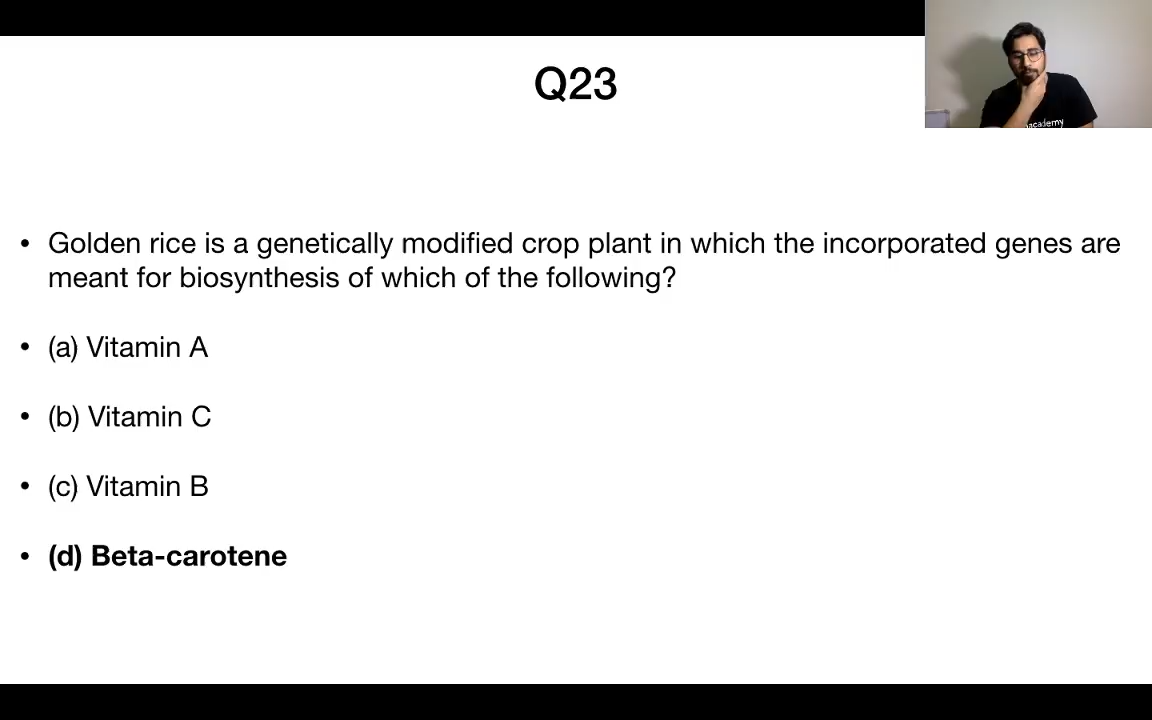 Q23
• Golden rice is a genetically modified crop plant in which the incorporated genes are
meant for biosynthesis of which of the following?
• (a) Vitamin A
• (b) Vitamin C
• (c) Vitamin B
• (d) Beta-carotene